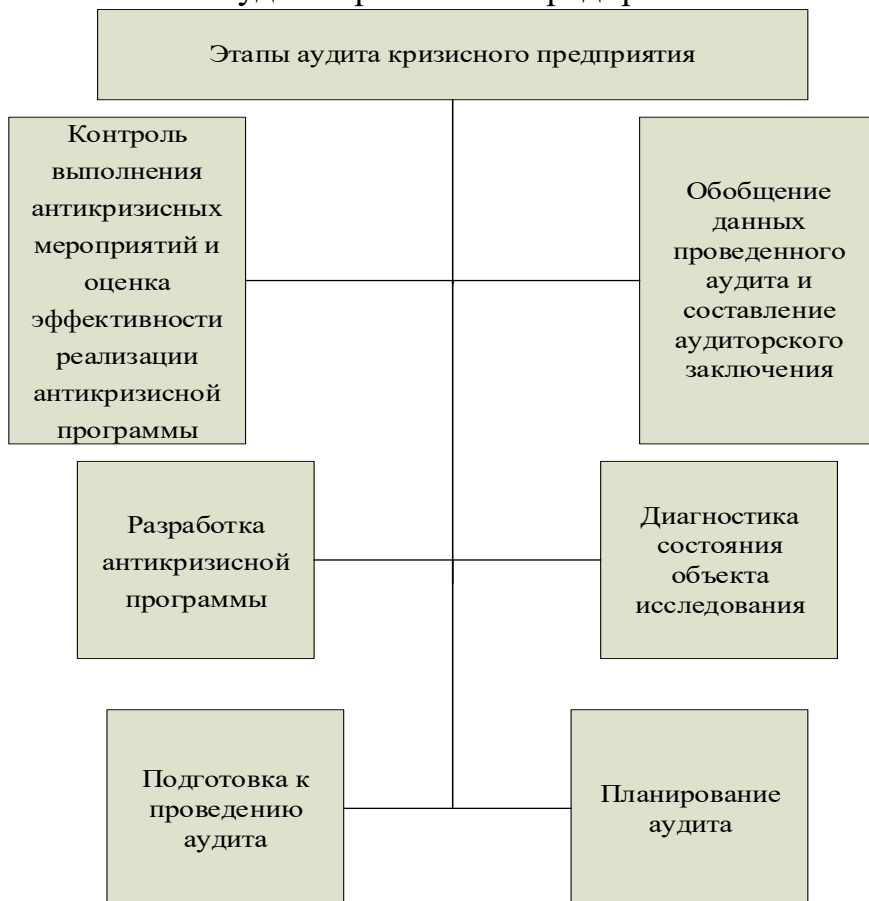 Этапы аудита кризисного предприятия
Контроль
выполнения
антикризисных
мероприятий и
оценка
эффективности
реализации
антикризисной
программы
Обобщение
данных
проведенного
аудита и
составление
аудиторского
заключения
Разработка
антикризисной
программы
Диагностика
состояния
объекта
исследования
Подготовка к
проведению
аудита
Планирование
аудита